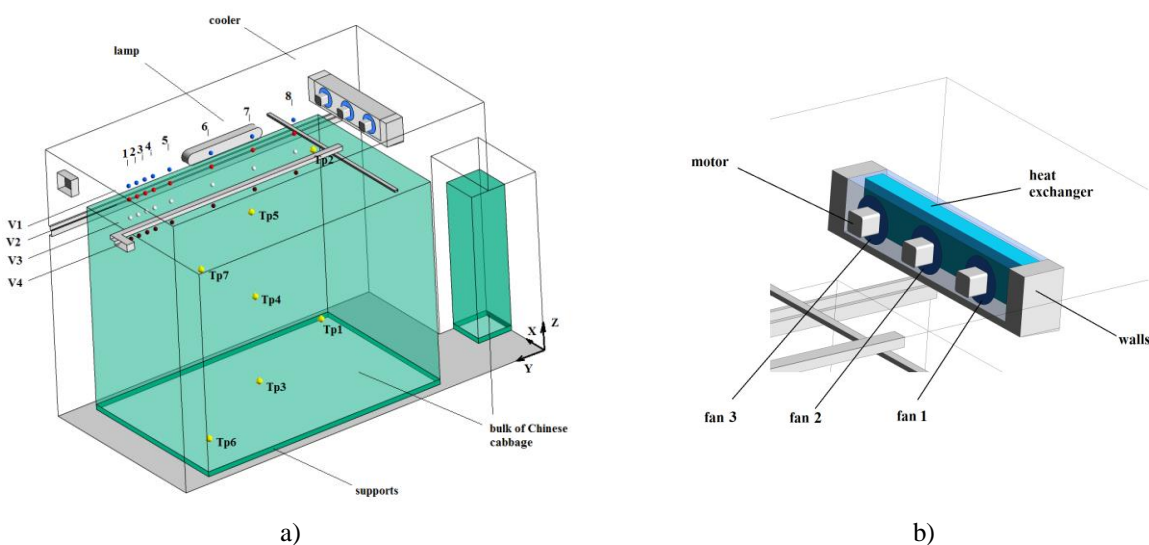 cooler
lamp
8
7
6
5
1 2 3 4
Tp2
V1
V2
V3
V4
Tp5
Tp7
Tp4
Tp1
Z
X
Y
Tp3
Tp6
bulk of Chinese
cabbage
supports
a)
motor
heat
exchanger
walls
fan 3
fan 2
fan 1
b)